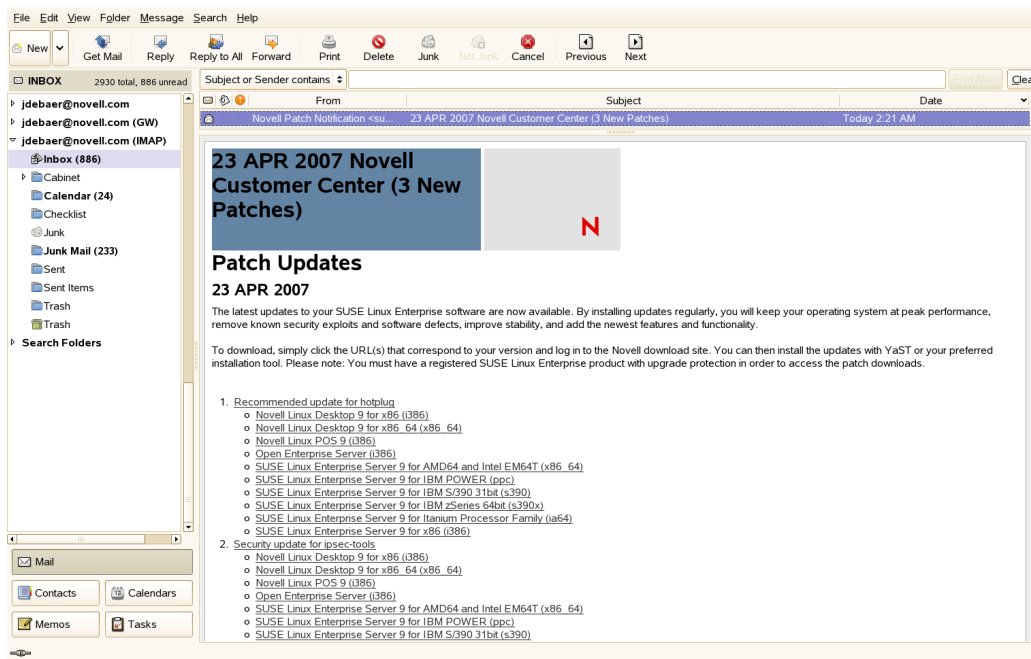 File Edit View Folder Message Search Help
New Get Mail Reply Reply to All Forward Print Delete Junk Not Junk Cancel Previous Next
INBOX 2930 total, 886 unread
Subject or Sender contains Find Now Clea
From Subject Date
Novell Patch Notification <su... 23 APR 2007 Novell Customer Center (3 New Patches) Today 2:21 AM
jdebaer@novell.com
jdebaer@novell.com (GW)
jdebaer@novell.com (IMAP)
Inbox (886)
Cabinet
Calendar (24)
Checklist
Junk
Junk Mail (233)
Sent
Sent Items
Trash
Trash
Search Folders
Mail
Contacts Calendars
Memos Tasks
23 APR 2007 Novell
Customer Center (3 New
Patches)
N
Patch Updates
23 APR 2007
The latest updates to your SUSE Linux Enterprise software are now available. By installing updates regularly, you will keep your operating system at peak performance,
remove known security exploits and software defects, improve stability, and add the newest features and functionality.
To download, simply click the URL(s) that correspond to your version and log in to the Novell download site. You can then install the updates with YaST or your preferred
installation tool. Please note: You must have a registered SUSE Linux Enterprise product with upgrade protection in order to access the patch downloads.
1. Recommended update for hotplug
Novell Linux Desktop 9 for x86 (i386)
Novell Linux Desktop 9 for x86_64 (x86_64)
Novell Linux POS 9 (i386)
Open Enterprise Server (i386)
SUSE Linux Enterprise Server 9 for AMD64 and Intel EM64T (x86_64)
SUSE Linux Enterprise Server 9 for IBM POWER (ppc)
SUSE Linux Enterprise Server 9 for IBM S/390 31bit (s390)
SUSE Linux Enterprise Server 9 for IBM zSeries 64bit (s390x)
SUSE Linux Enterprise Server 9 for Itanium Processor Family (ia64)
SUSE Linux Enterprise Server 9 for x86 (i386)
2. Security update for ipsec-tools
Novell Linux Desktop 9 for x86 (i386)
Novell Linux Desktop 9 for x86_64 (x86_64)
Novell Linux POS 9 (i386)
Open Enterprise Server (i386)
SUSE Linux Enterprise Server 9 for AMD64 and Intel EM64T (x86_64)
SUSE Linux Enterprise Server 9 for IBM POWER (ppc)
SUSE Linux Enterprise Server 9 for IBM S/390 31bit (s390)